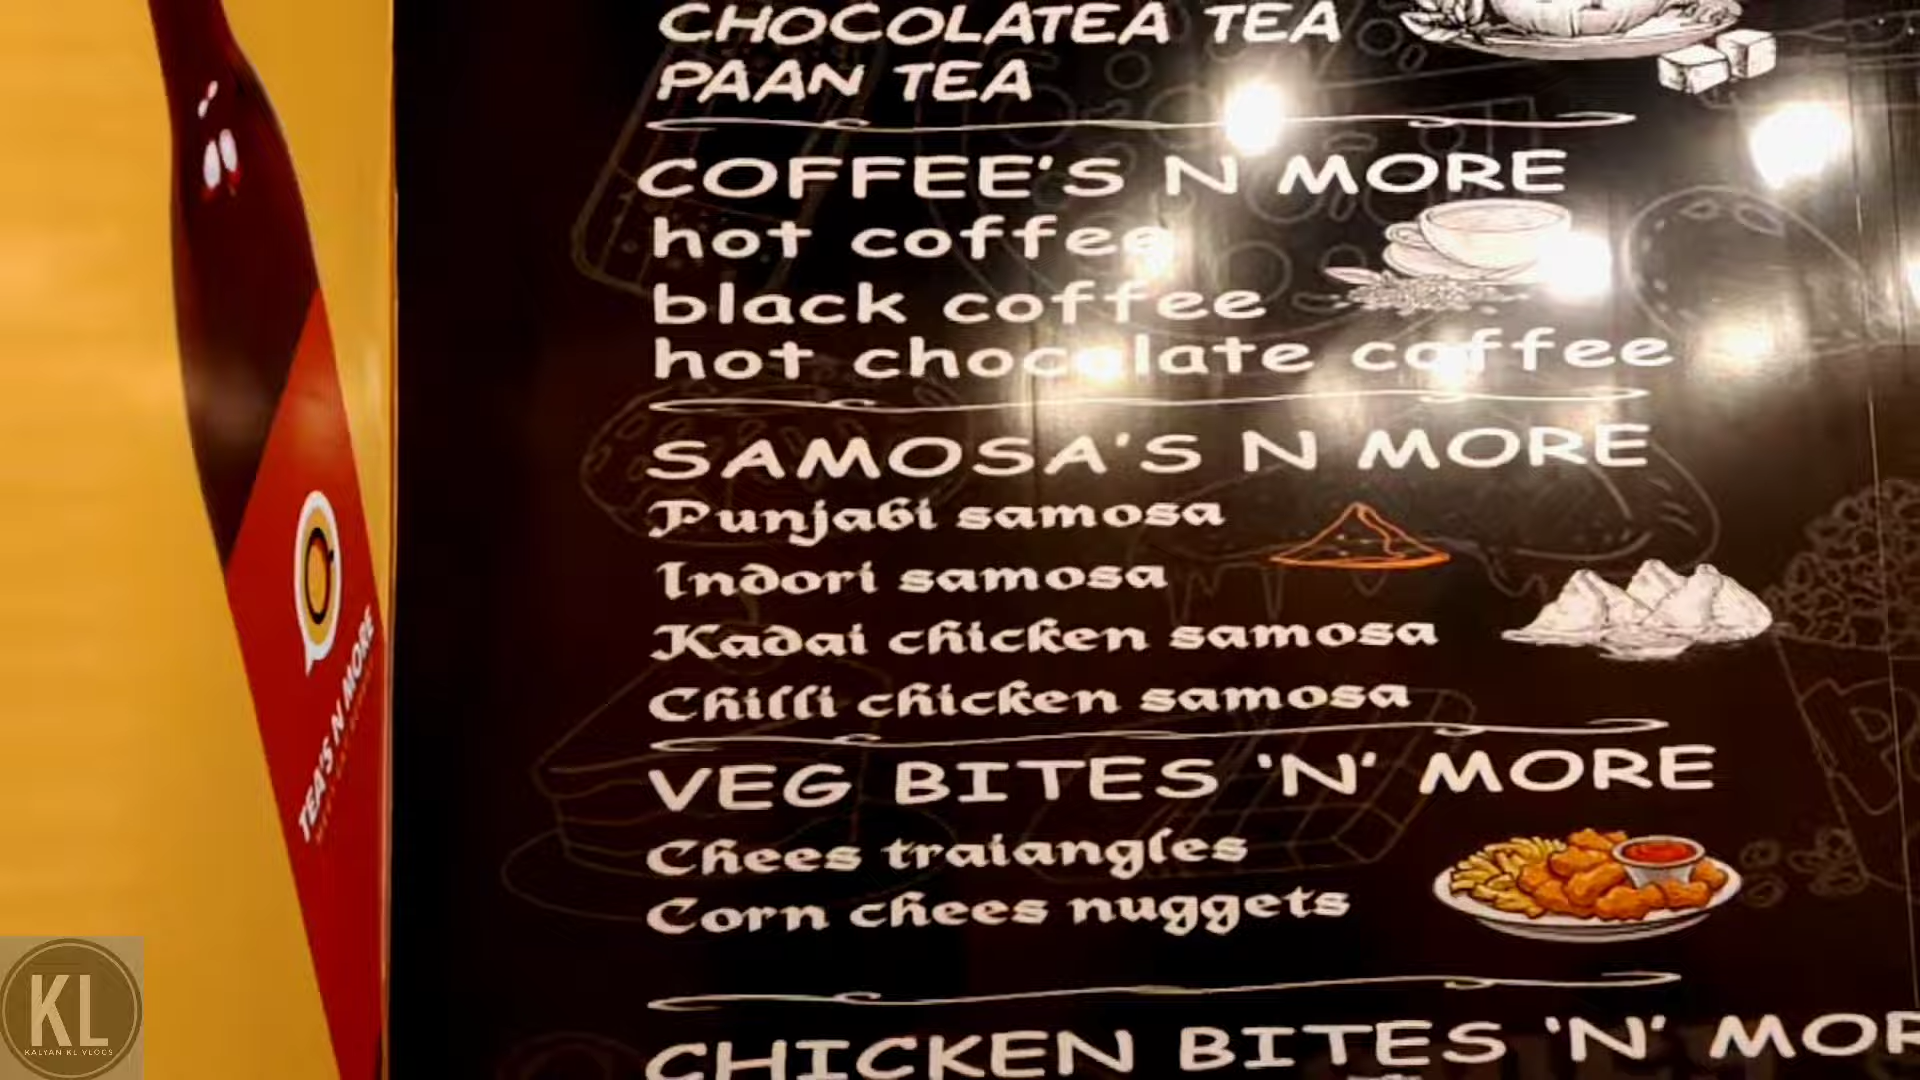 CHOCOLATEA TEA
PAAN TEA
COFFEE'S N MORE
hot coffee
black coffee
hot chocolate coffee
SAMOSA'S N MORE
Punjabi samosa
Indori samosa
Kadai chicken samosa
Chilli chicken samosa
VEG BITES 'N' MORE
Chees traiangles
Corn chees nuggets
CHICKEN BITES 'N' MOR
TEA'S N MORE
KL
KALYAN KL VLOGS